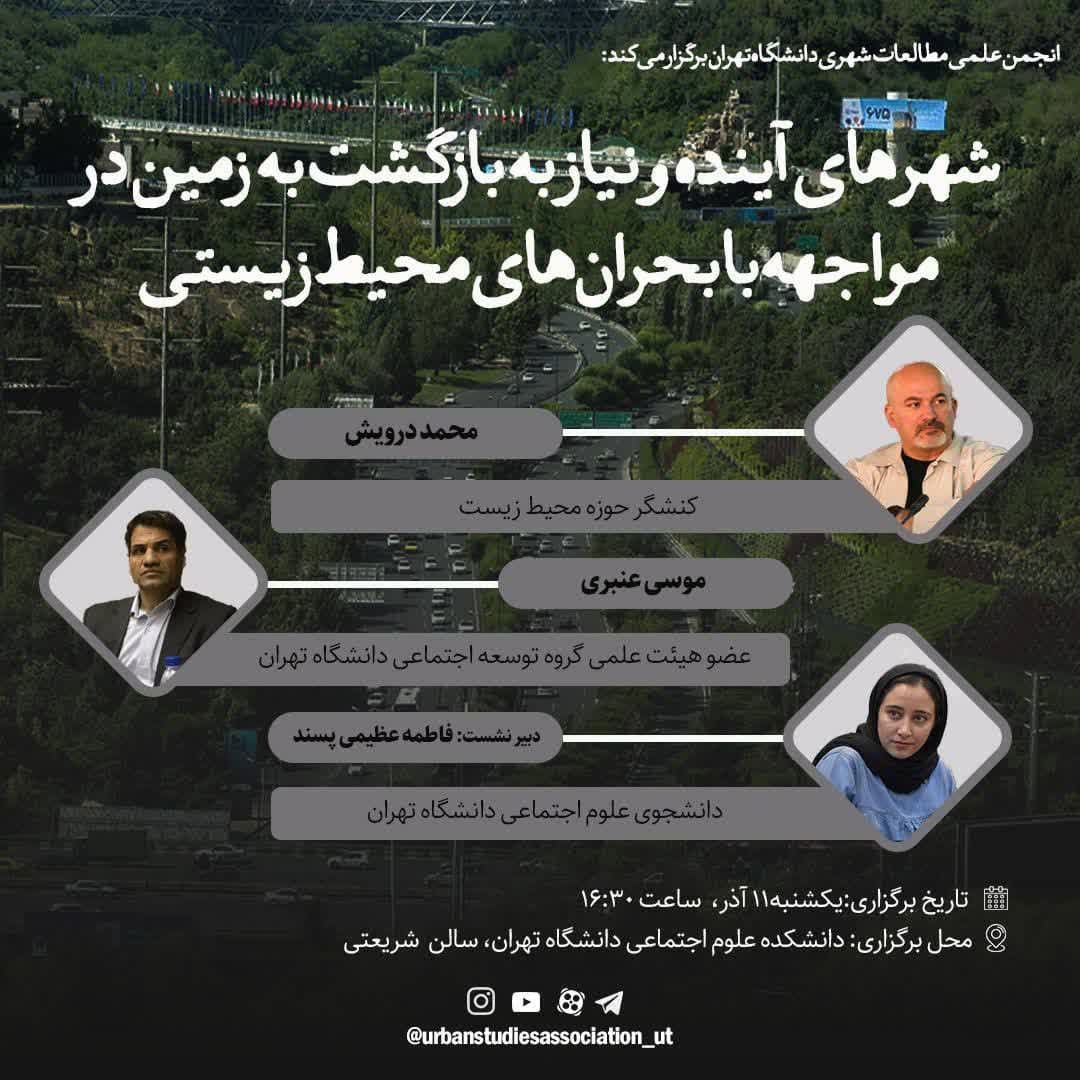 انجمن علمی مطالعات شهری دانشگاه تهران برگزار می کند:
۶۷۵
شهرهای آینده و نیاز به بازگشت به زمین در
مواجهه با بحران های محیط زیستی
محمد درویش
کنشگر حوزه محیط زیست
موسی عنبری
عضو هیئت علمی گروه توسعه اجتماعی دانشگاه تهران
دبیر نشست: فاطمه عظیمی پسند
دانشجوی علوم اجتماعی دانشگاه تهران
تاریخ برگزاری:یکشنبه۱۱ آذر، ساعت ۱۶:۳۰
محل برگزاری: دانشکده علوم اجتماعی دانشگاه تهران، سالن شریعتی
@urbanstudiesassociation_ut